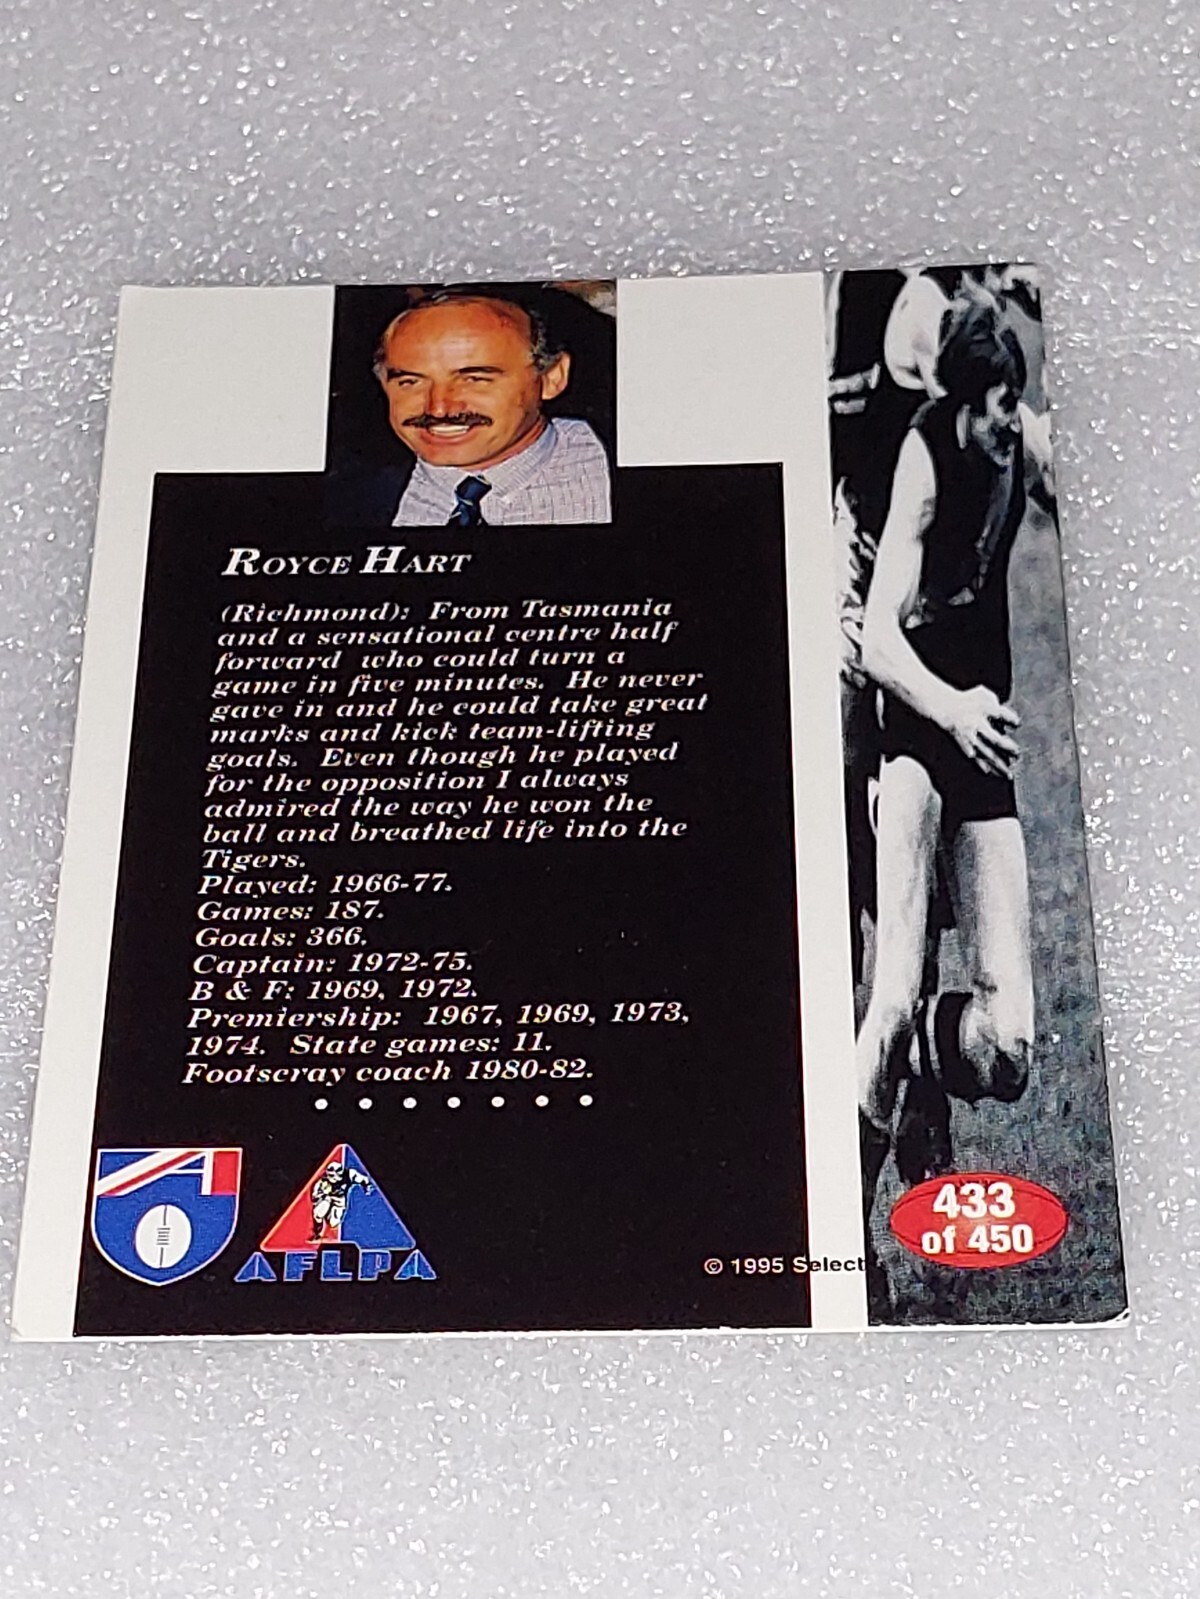 ROYCE HART
(Richmond): From Tasmania
and a sensational centre half
forward who could turn a
game in five minutes. He never
gave in and he could take great
marks and kick team-lifting
goals. Even though he played
for the opposition I always
admired the way he won the
ball and breathed life into the
Tigers.
Played: 1966-77.
Games: 187.
Goals: 366.
Captain: 1972-75.
B & F: 1969, 1972.
Premiership: 1967, 1969, 1973,
1974. State games: 11.
Footscray coach 1980-82.
AFLPA
© 1995 Select
433
of 450